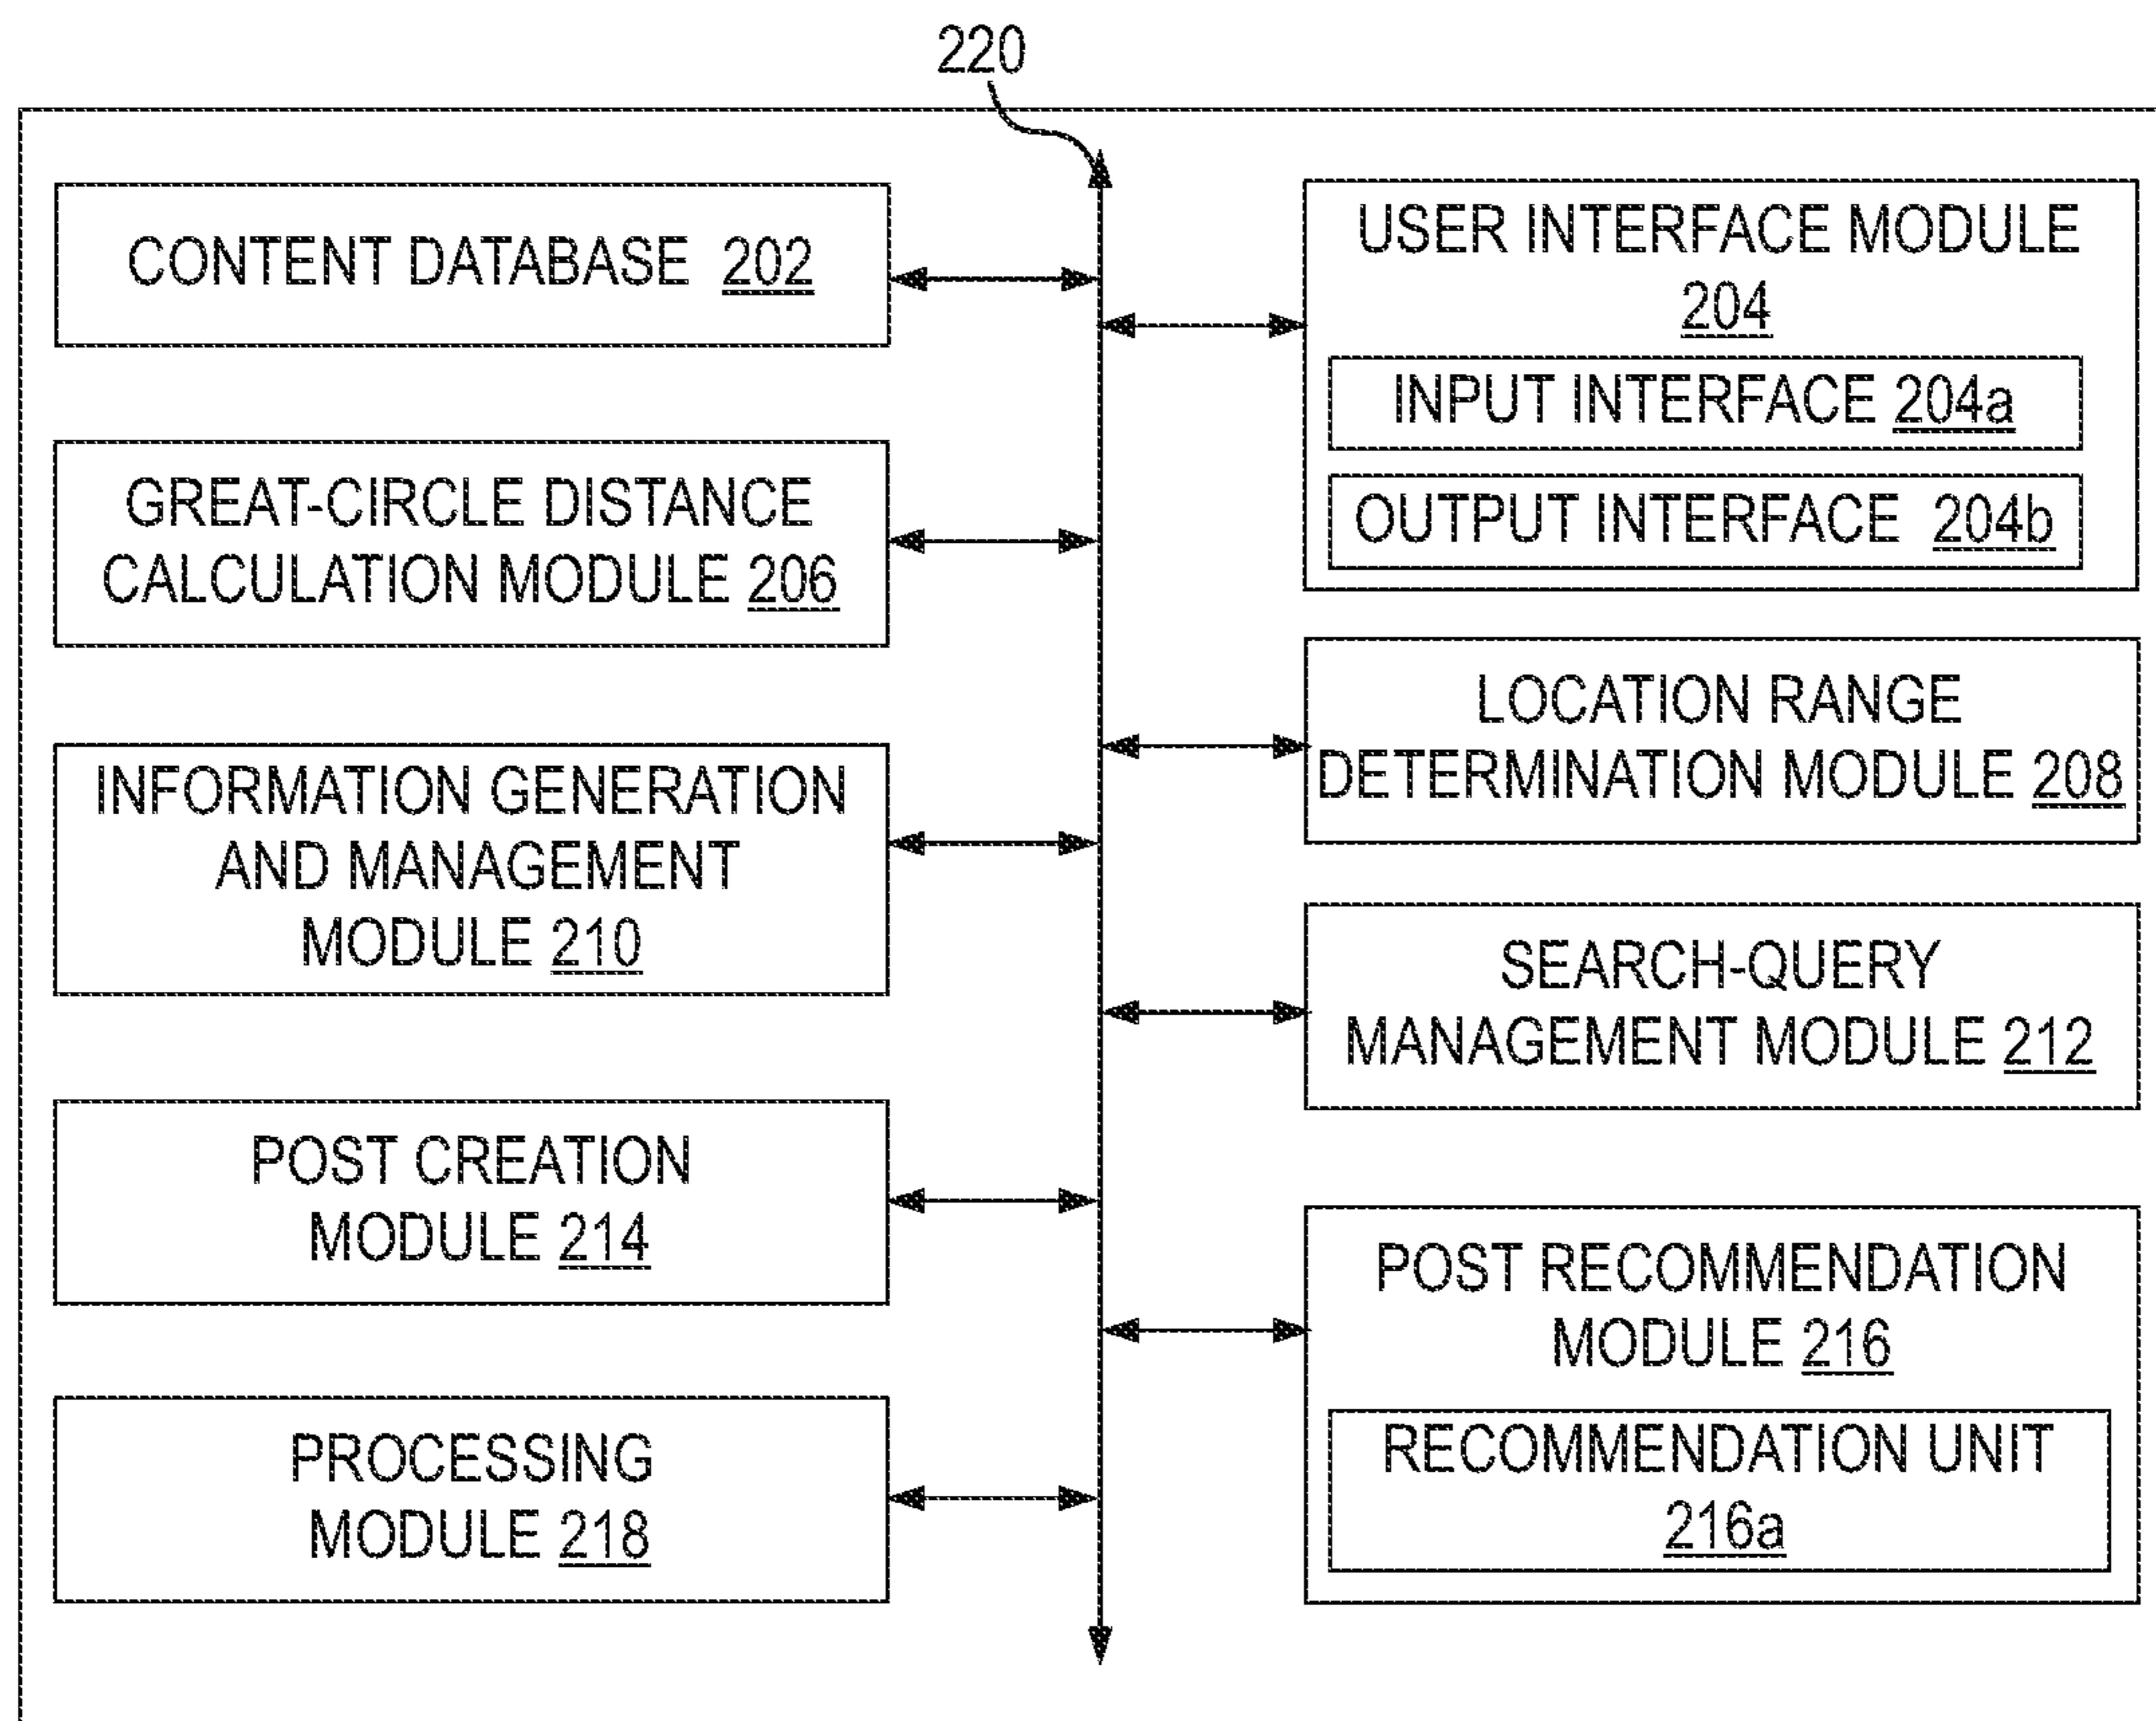 220
CONTENT DATABASE 202
USER INTERFACE MODULE
204
INPUT INTERFACE 204a
OUTPUT INTERFACE 204b
GREAT-CIRCLE DISTANCE
CALCULATION MODULE 206
LOCATION RANGE
DETERMINATION MODULE 208
INFORMATION GENERATION
AND MANAGEMENT
MODULE 210
SEARCH-QUERY
MANAGEMENT MODULE 212
POST CREATION
MODULE 214
POST RECOMMENDATION
MODULE 216
RECOMMENDATION UNIT
216a
PROCESSING
MODULE 218